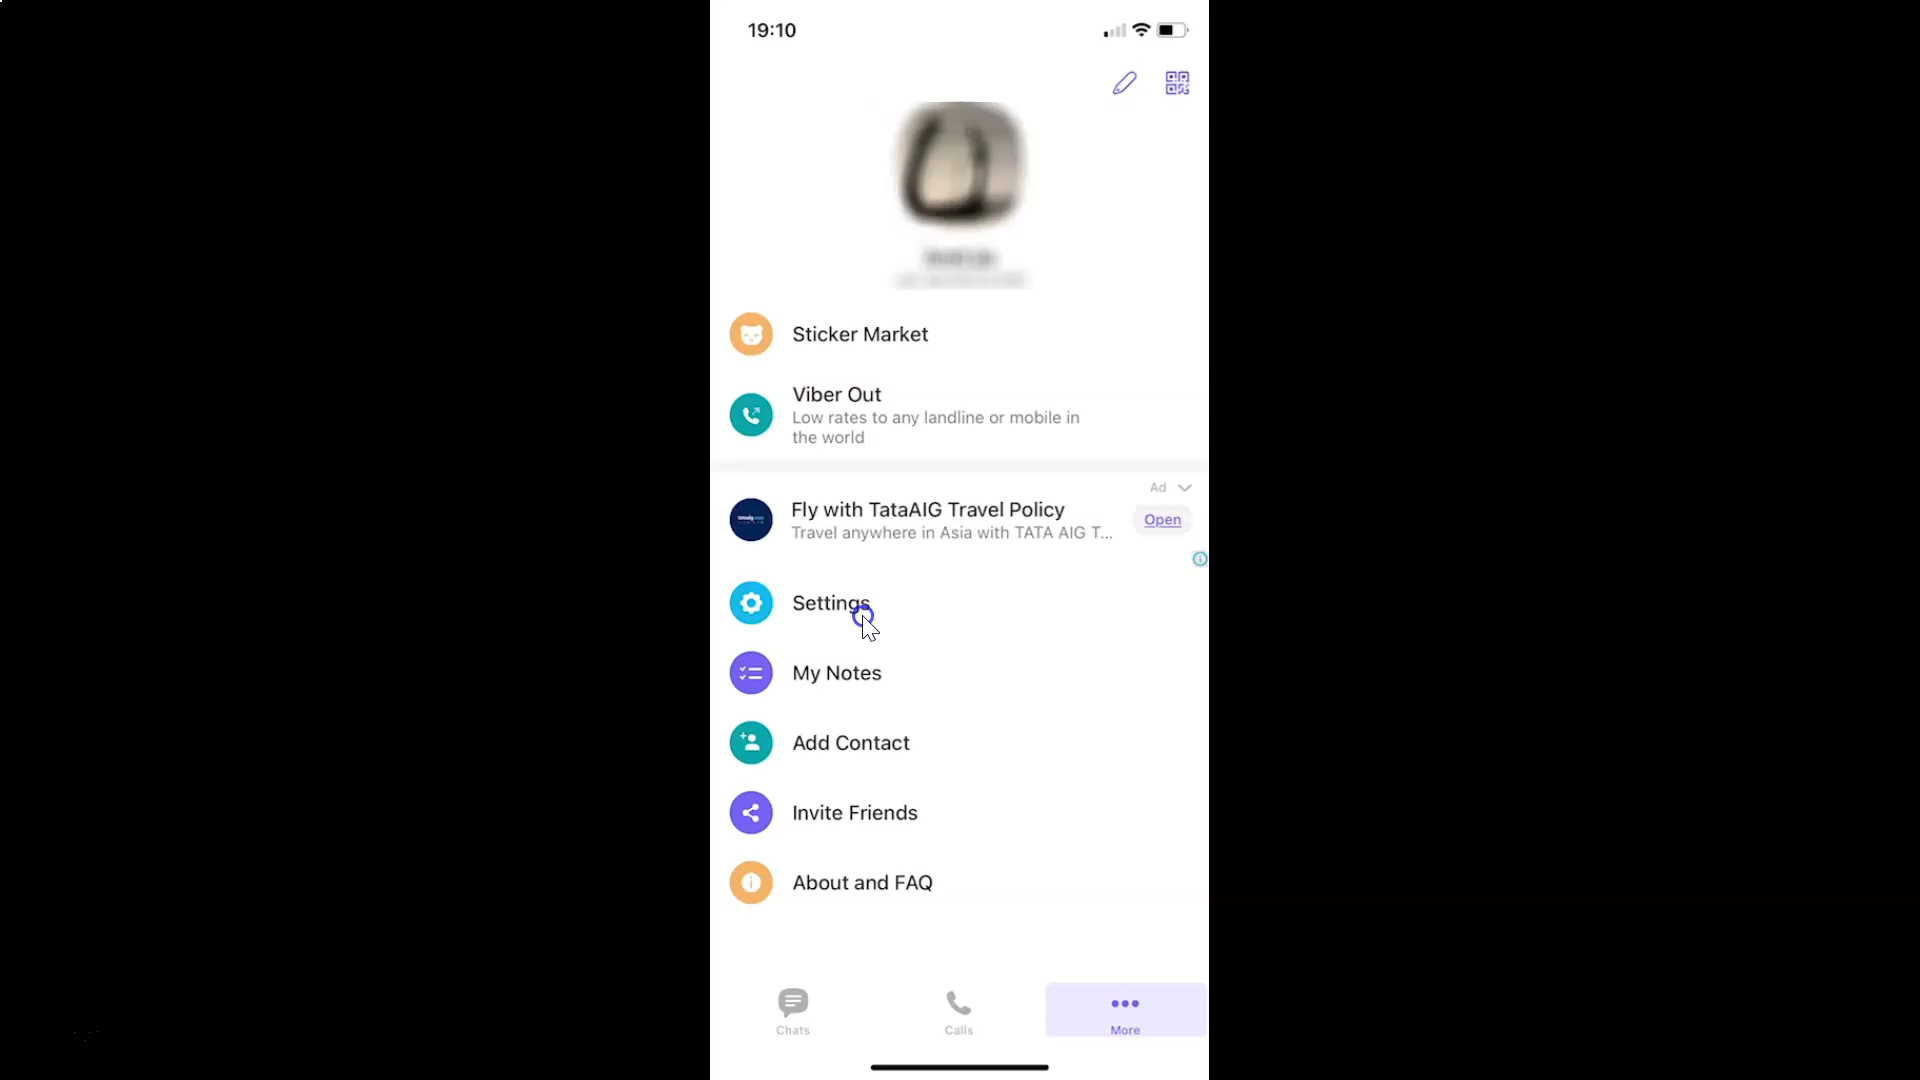 19:10
Sticker Market
Viber Out
Low rates to any landline or mobile in
the world
Ad
Fly with TataAIG Travel Policy
Travel anywhere in Asia with TATA AIG T...
Open
Settings
My Notes
Add Contact
Invite Friends
About and FAQ
Chats
Calls
More